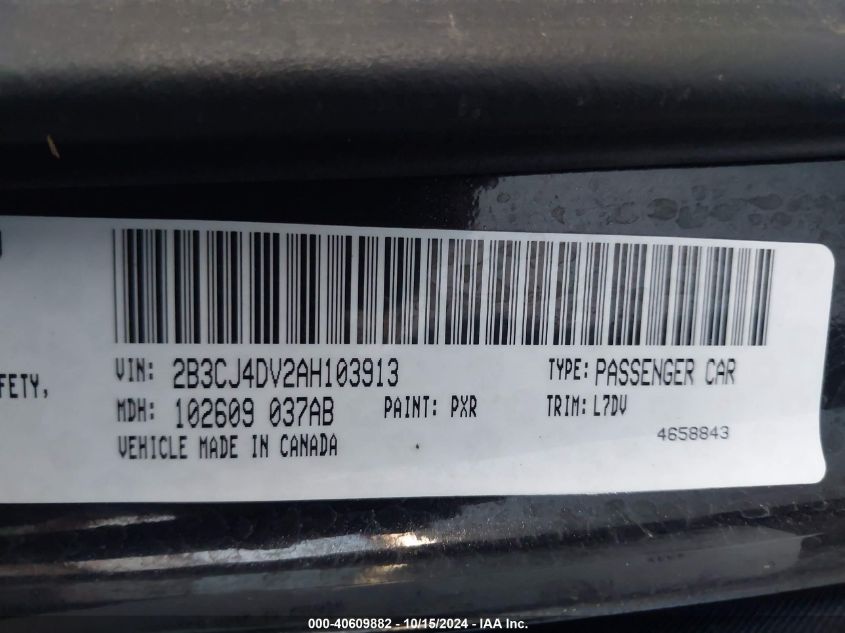 VIN: 2B3CJ4DV2AH103913 TYPE: PASSENGER CAR
FETY,
MDH: 102609 037AB PAINT: PXR TRIM: L7DV
VEHICLE MADE IN CANADA 4658843
000-40609882 - 10/15/2024 - IAA Inc.